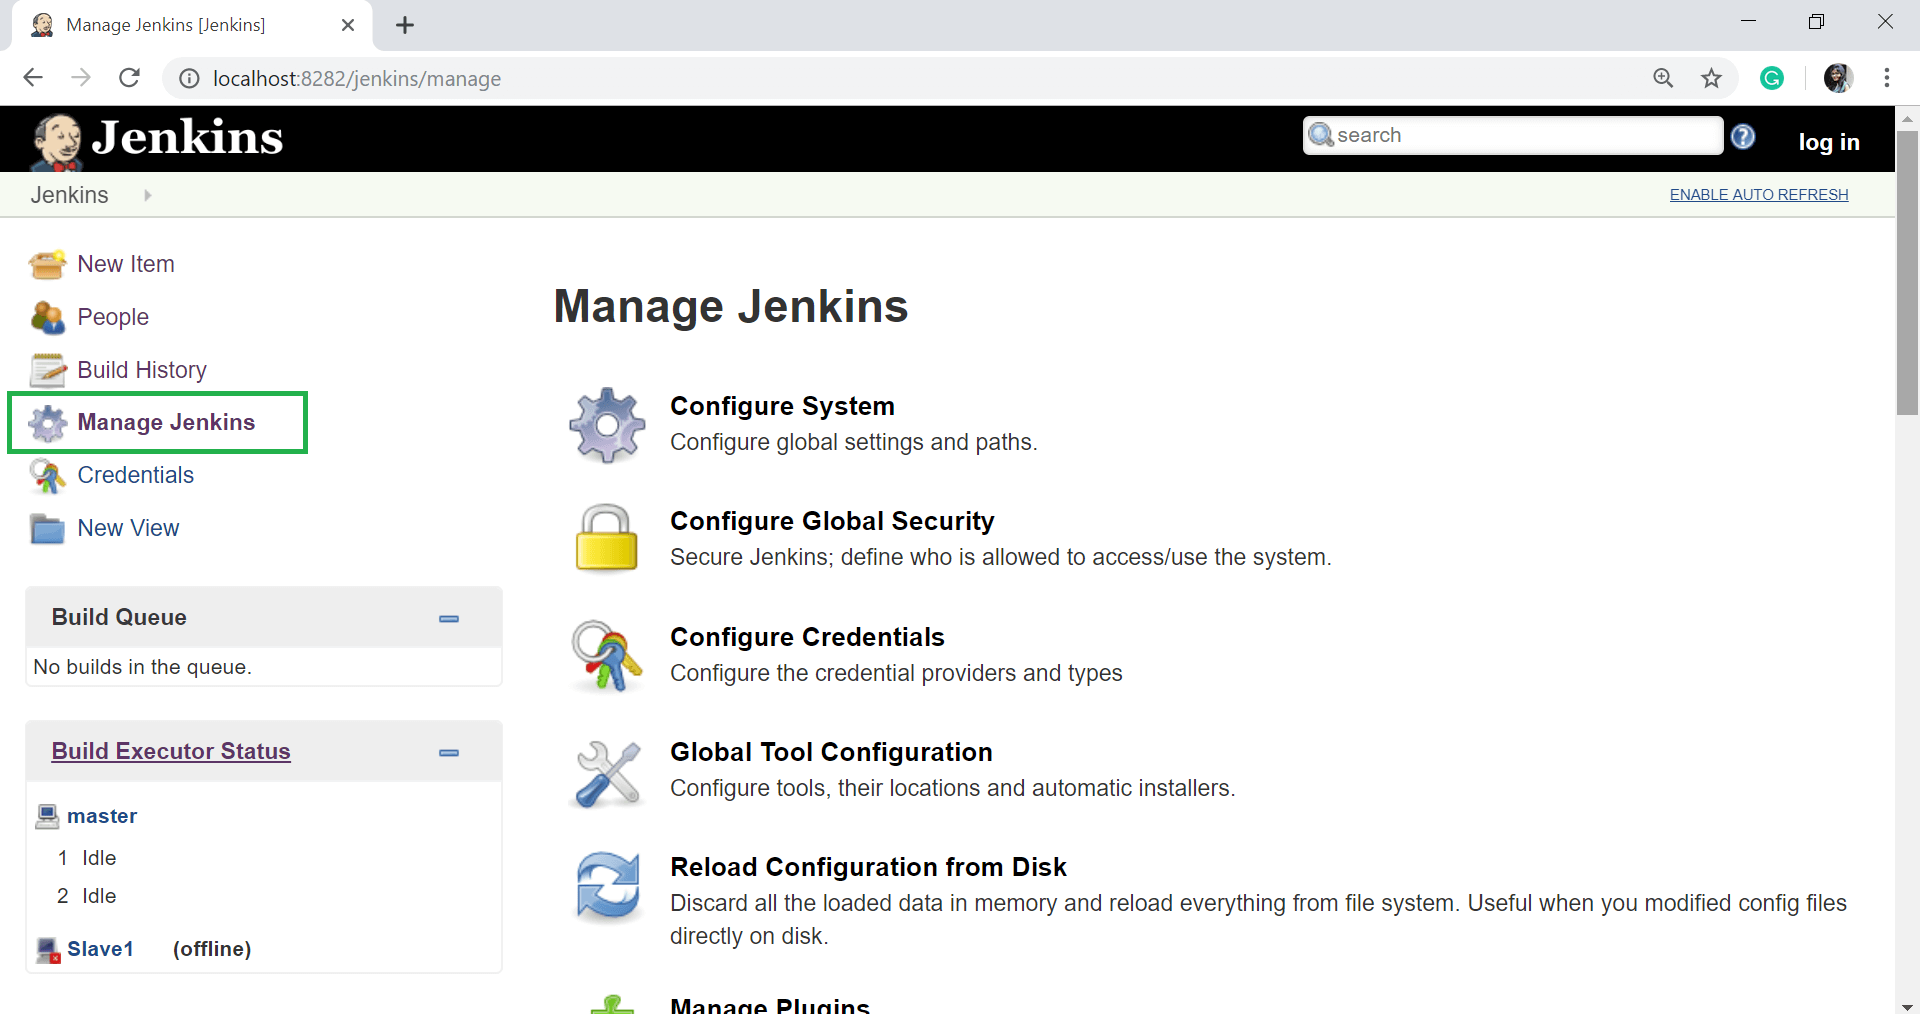 Manage Jenkins [Jenkins]
localhost:8282/jenkins/manage
Jenkins
search
log in
Jenkins
ENABLE AUTO REFRESH
New Item
People
Build History
Manage Jenkins
Credentials
New View
Build Queue
No builds in the queue.
Build Executor Status
master
1 Idle
2 Idle
Slave1 (offline)
Manage Jenkins
Configure System
Configure global settings and paths.
Configure Global Security
Secure Jenkins; define who is allowed to access/use the system.
Configure Credentials
Configure the credential providers and types
Global Tool Configuration
Configure tools, their locations and automatic installers.
Reload Configuration from Disk
Discard all the loaded data in memory and reload everything from file system. Useful when you modified config files
directly on disk.
Manage Plugins